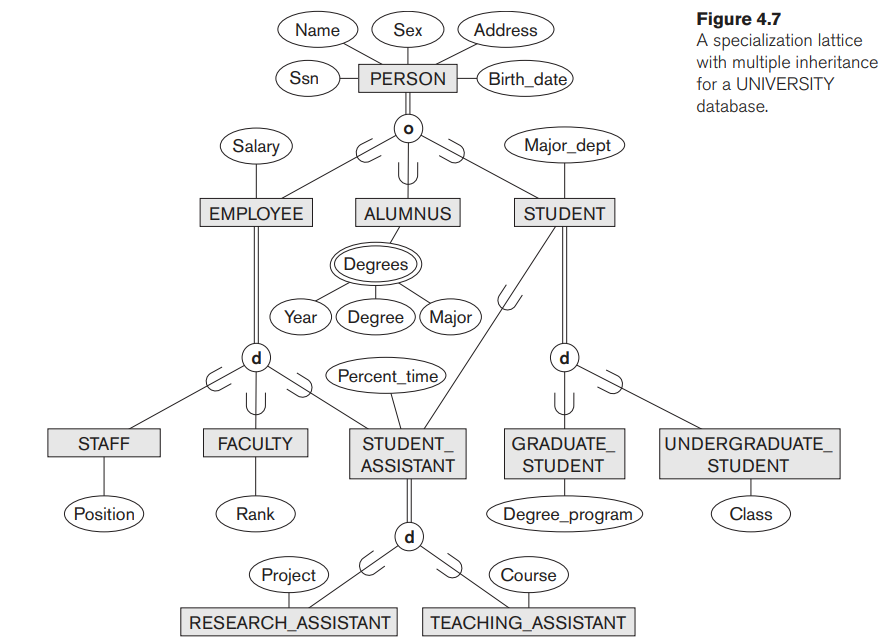 Figure 4.7
A specialization lattice
with multiple inheritance
for a UNIVERSITY
database.
Name
Sex
Address
Ssn
PERSON
Birth_date
o
Salary
Major_dept
EMPLOYEE
ALUMNUS
STUDENT
Degrees
Year
Degree
Major
d
d
Percent_time
STAFF
FACULTY
STUDENT_
ASSISTANT
GRADUATE_
STUDENT
UNDERGRADUATE_
STUDENT
Position
Rank
Degree_program
Class
d
Project
Course
RESEARCH_ASSISTANT
TEACHING_ASSISTANT